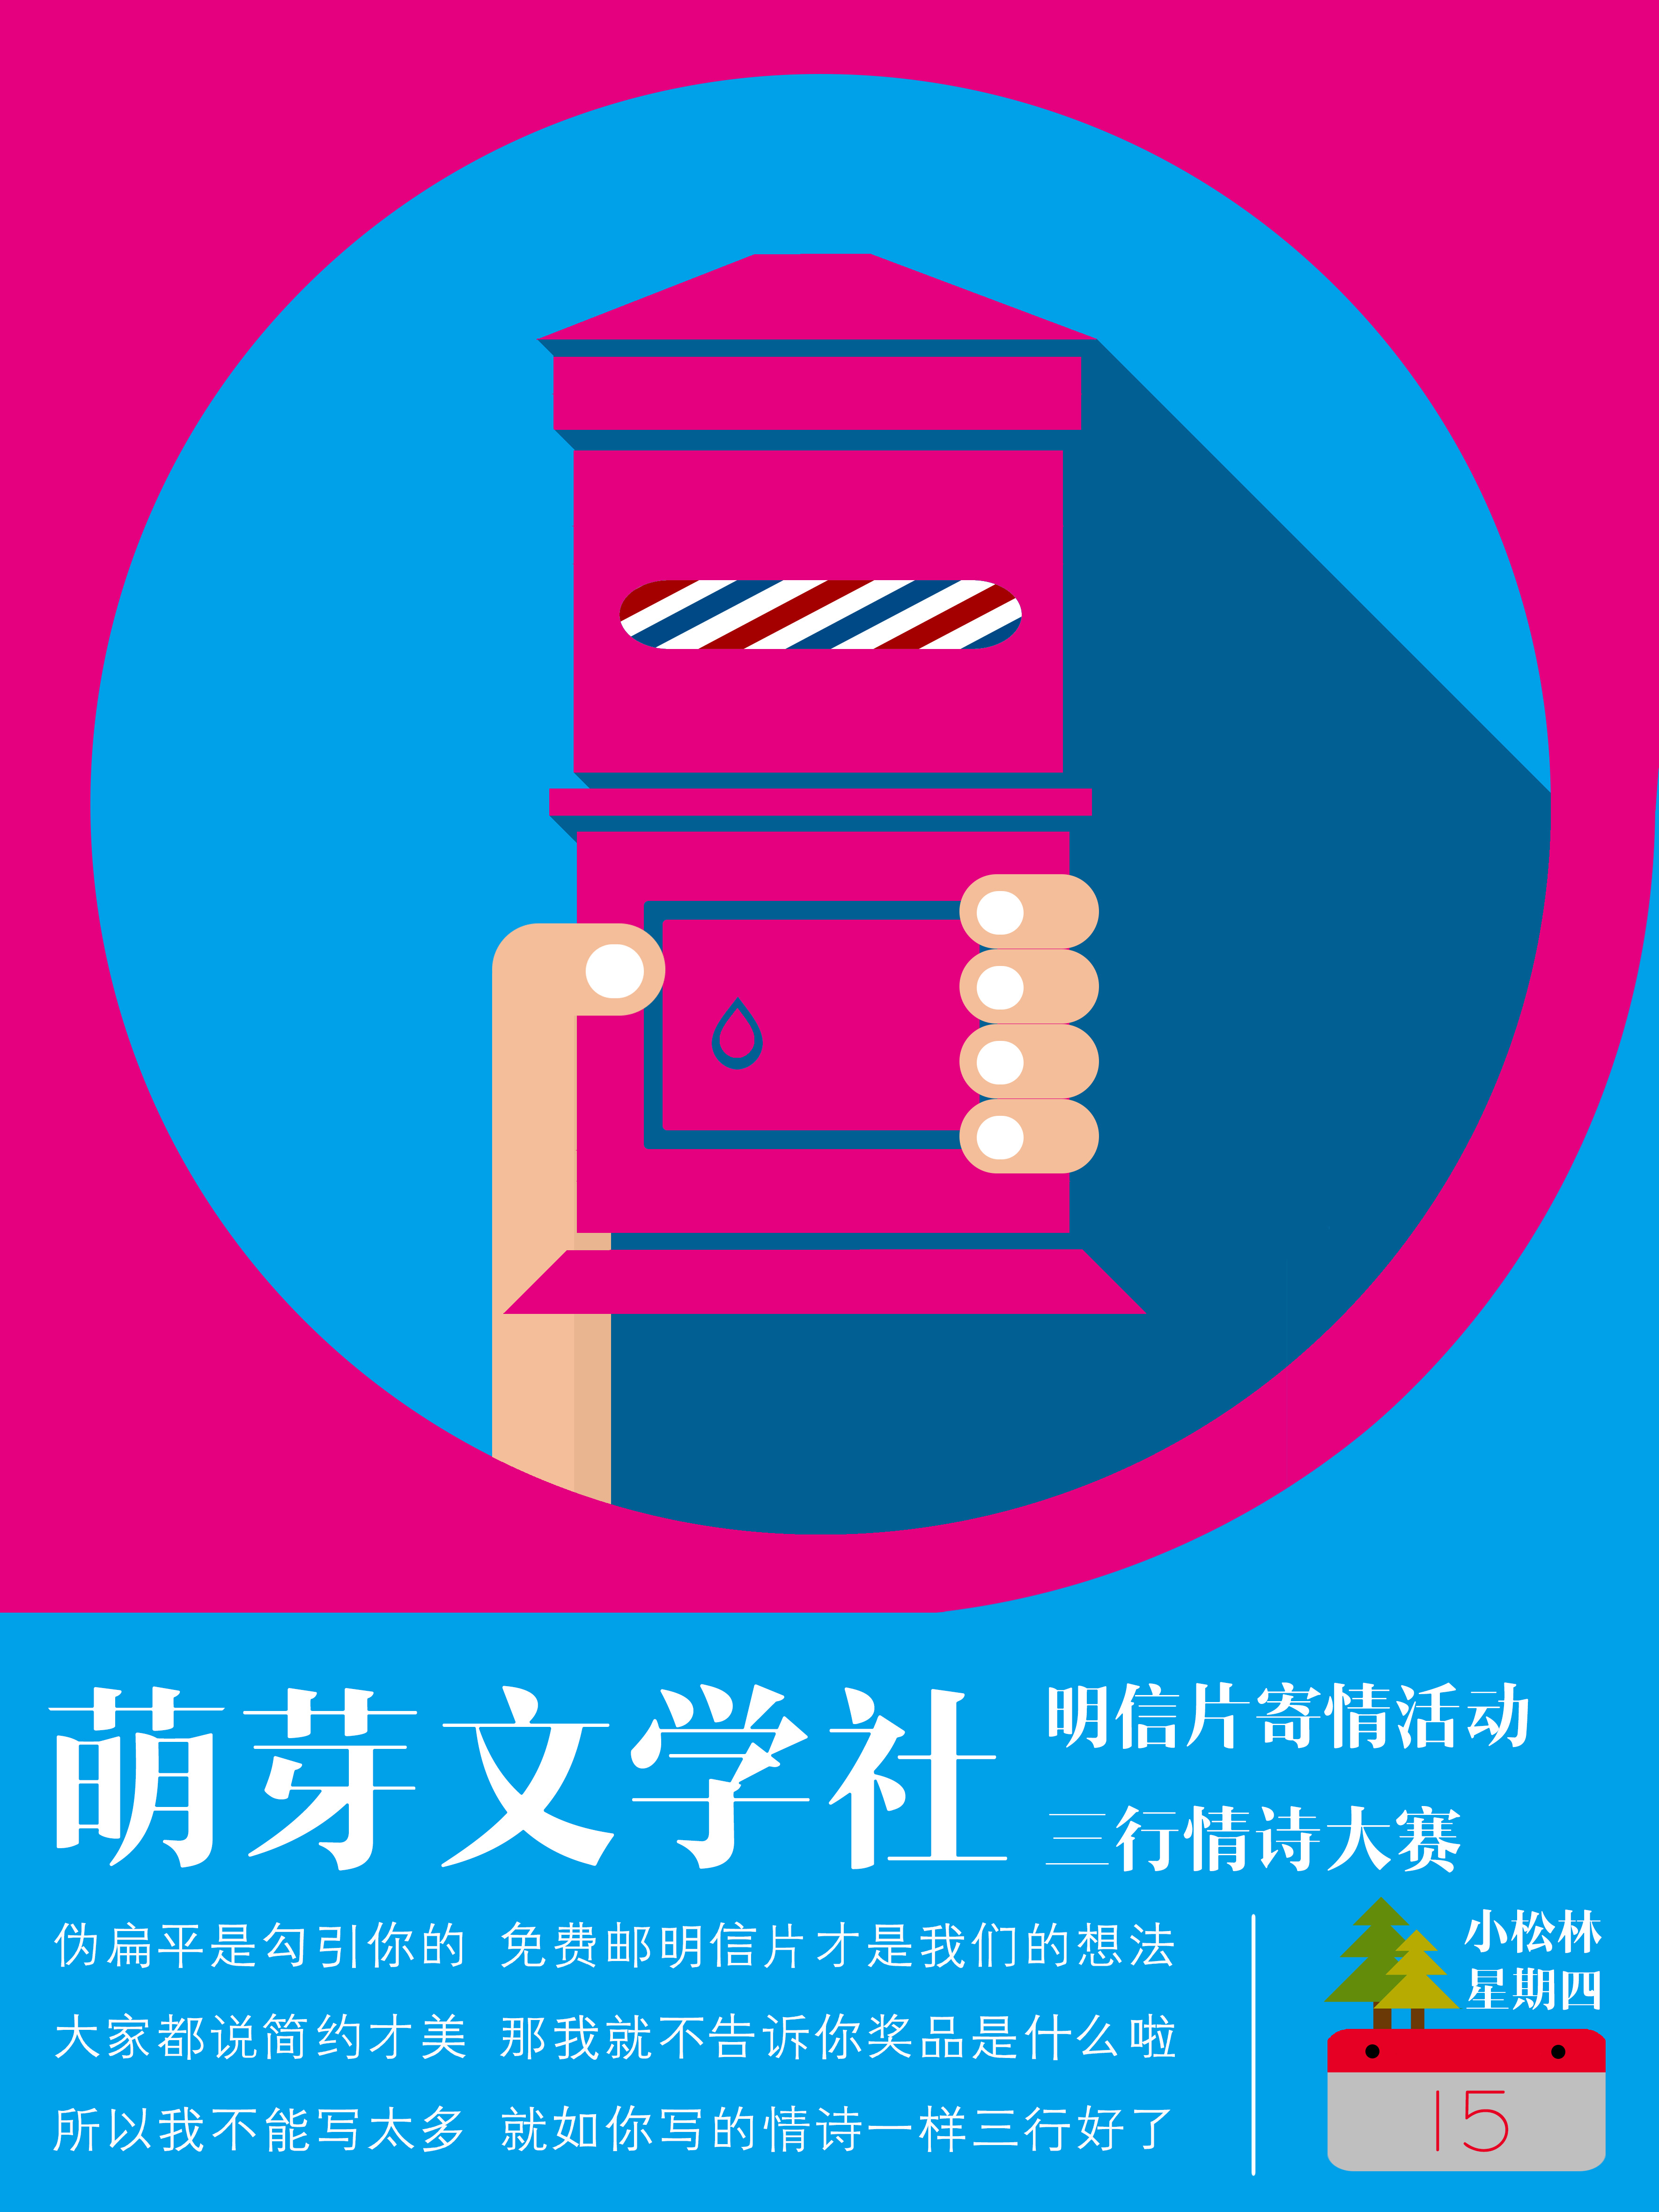 萌芽文学社
明信片寄情活动
三行情诗大赛
伪扁平是勾引你的 免费邮明信片才是我们的想法
大家都说简约才美 那我就不告诉你奖品是什么啦
所以我不能写太多 就如你写的情诗一样三行好了
小松林
星期四
15